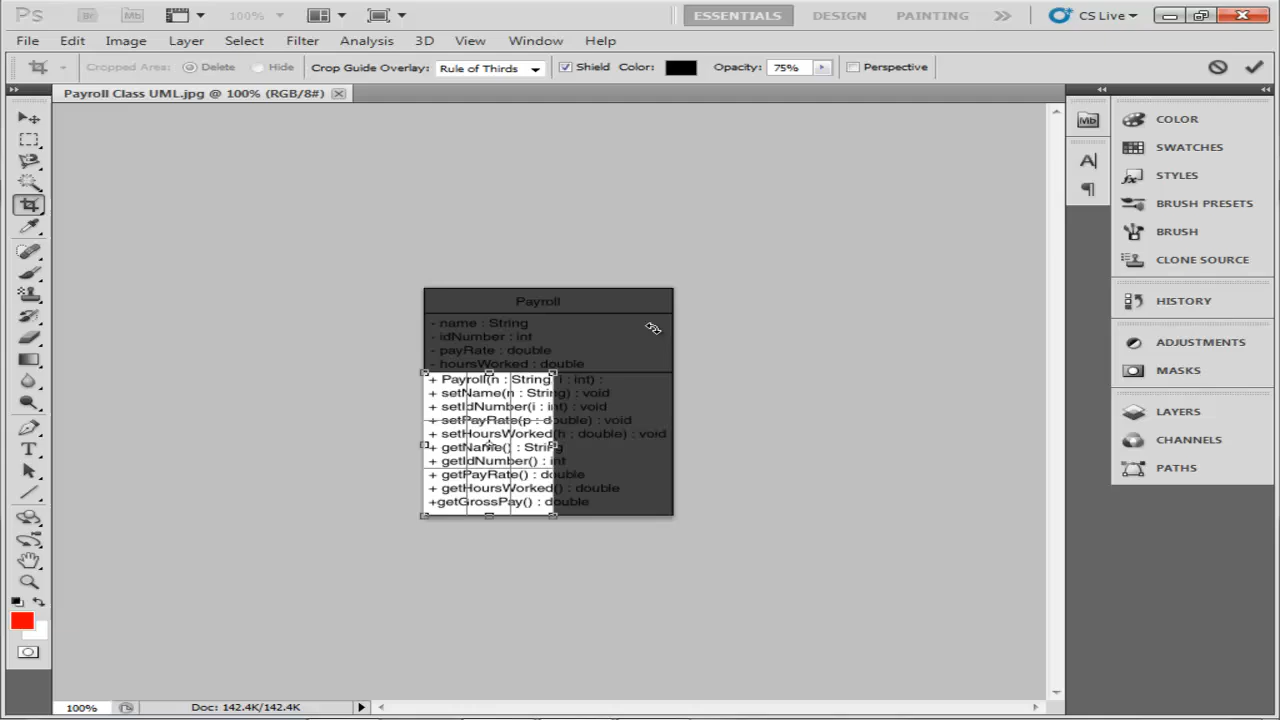 Ps Br Mb 100% ESSENTIALS DESIGN PAINTING CS Live
File Edit Image Layer Select Filter Analysis 3D View Window Help
Cropped Area: Delete Hide Crop Guide Overlay: Rule of Thirds Shield Color: Opacity: 75% Perspective
Payroll Class UML.jpg @ 100% (RGB/8#)
Mb COLOR
SWATCHES
A STYLES
BRUSH PRESETS
BRUSH
CLONE SOURCE
HISTORY
ADJUSTMENTS
MASKS
LAYERS
CHANNELS
PATHS
Payroll
- name : String
- idNumber : int
- payRate : double
- hoursWorked : double
+ Payroll(n : String i : int) :
+ setName(n : String) : void
+ setIdNumber(i : int) : void
+ setPayRate(p : double) : void
+ setHoursWorked(h : double) : void
+ getName() : String
+ getIdNumber() : int
+ getPayRate() : double
+ getHoursWorked() : double
+getGrossPay() : double
T
100% Doc: 142.4K/142.4K